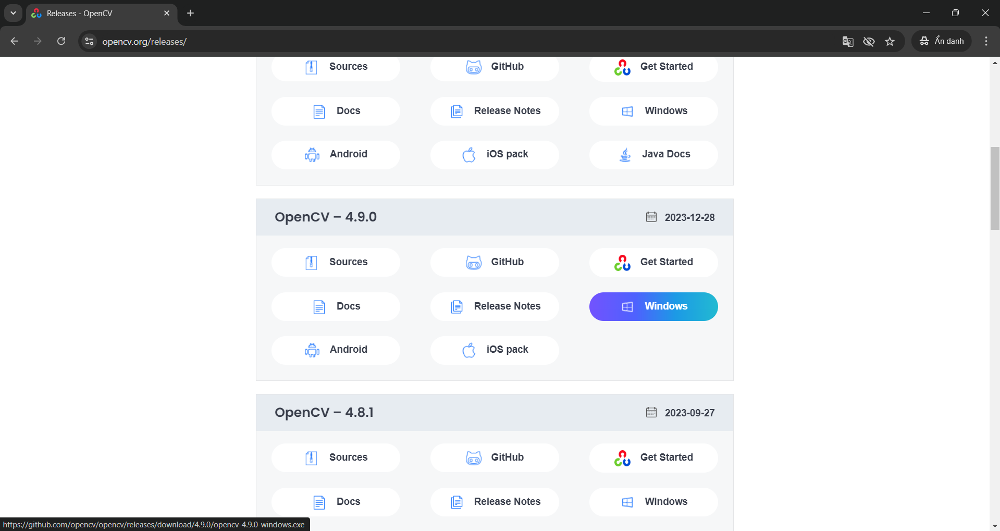 Releases - OpenCV
opencv.org/releases/
Ẩn danh
Sources
GitHub
Get Started
Docs
Release Notes
Windows
Android
iOS pack
Java Docs
OpenCV – 4.9.0
2023-12-28
Sources
GitHub
Get Started
Docs
Release Notes
Windows
Android
iOS pack
OpenCV – 4.8.1
2023-09-27
Sources
GitHub
Get Started
Docs
Release Notes
Windows
https://github.com/opencv/opencv/releases/download/4.9.0/opencv-4.9.0-windows.exe